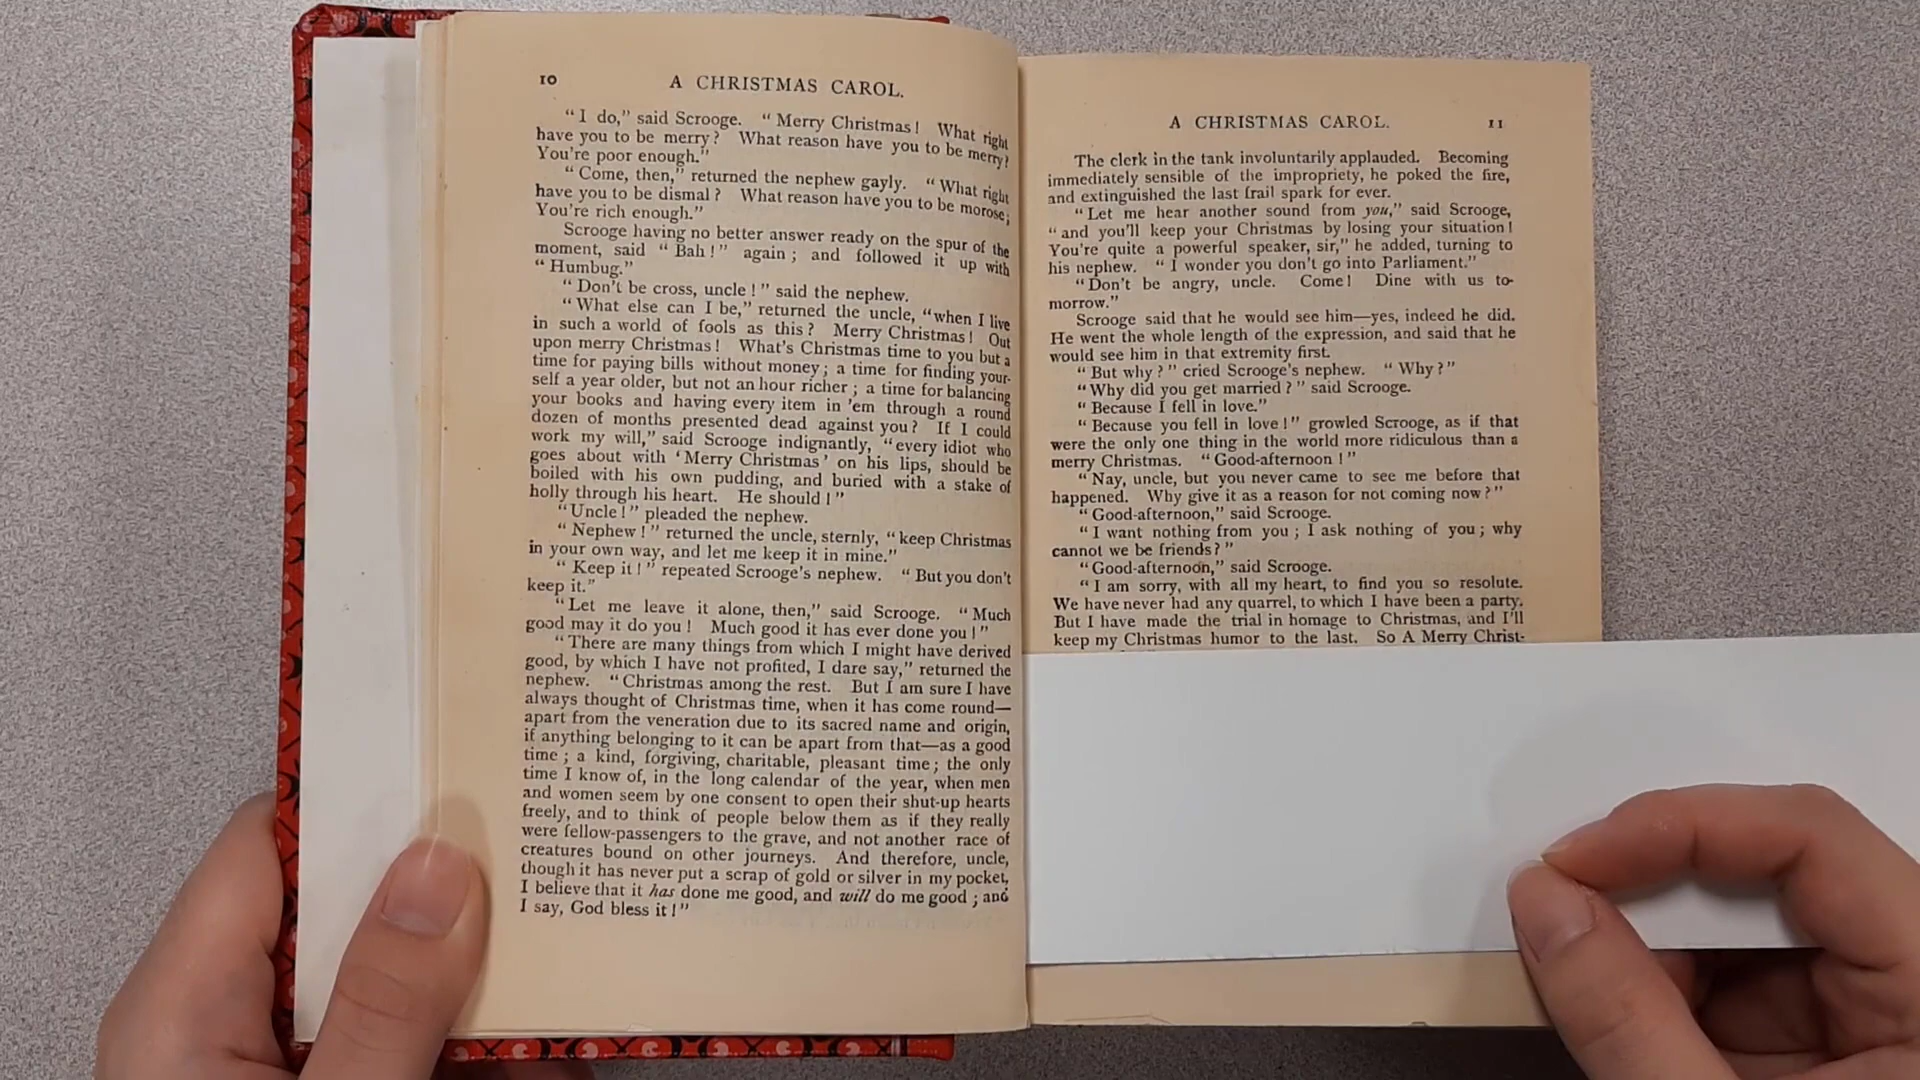 10
A CHRISTMAS CAROL.
“I do,” said Scrooge. “Merry Christmas! What right
have you to be merry? What reason have you to be merry?
You're poor enough.”
“Come, then,” returned the nephew gayly. “What right
have you to be dismal? What reason have you to be morose;
You're rich enough.”
Scrooge having no better answer ready on the spur of the
moment, said “Bah!” again; and followed it up with
“Humbug.”
“Don't be cross, uncle!” said the nephew.
“What else can I be,” returned the uncle, “when I live
in such a world of fools as this? Merry Christmas! Out
upon merry Christmas! What's Christmas time to you but a
time for paying bills without money; a time for finding your-
self a year older, but not an hour richer; a time for balancing
your books and having every item in 'em through a round
dozen of months presented dead against you? If I could
work my will,” said Scrooge indignantly, “every idiot who
goes about with ‘Merry Christmas’ on his lips, should be
boiled with his own pudding, and buried with a stake of
holly through his heart. He should!”
“Uncle!” pleaded the nephew.
“Nephew!” returned the uncle, sternly, “keep Christmas
in your own way, and let me keep it in mine.”
“Keep it!” repeated Scrooge's nephew. “But you don't
keep it.”
“Let me leave it alone, then,” said Scrooge. “Much
good may it do you! Much good it has ever done you!”
“There are many things from which I might have derived
good, by which I have not profited, I dare say,” returned the
nephew. “Christmas among the rest. But I am sure I have
always thought of Christmas time, when it has come round—
apart from the veneration due to its sacred name and origin,
if anything belonging to it can be apart from that—as a good
time; a kind, forgiving, charitable, pleasant time; the only
time I know of, in the long calendar of the year, when men
and women seem by one consent to open their shut-up hearts
freely, and to think of people below them as if they really
were fellow-passengers to the grave, and not another race of
creatures bound on other journeys. And therefore, uncle,
though it has never put a scrap of gold or silver in my pocket,
I believe that it has done me good, and will do me good; and
I say, God bless it!”
A CHRISTMAS CAROL.
11
The clerk in the tank involuntarily applauded. Becoming
immediately sensible of the impropriety, he poked the fire,
and extinguished the last frail spark for ever.
“Let me hear another sound from you,” said Scrooge,
“and you'll keep your Christmas by losing your situation!
You're quite a powerful speaker, sir,” he added, turning to
his nephew. “I wonder you don't go into Parliament.”
“Don't be angry, uncle. Come! Dine with us to-
morrow.”
Scrooge said that he would see him—yes, indeed he did.
He went the whole length of the expression, and said that he
would see him in that extremity first.
“But why?” cried Scrooge's nephew. “Why?”
“Why did you get married?” said Scrooge.
“Because I fell in love.”
“Because you fell in love!” growled Scrooge, as if that
were the only one thing in the world more ridiculous than a
merry Christmas. “Good-afternoon!”
“Nay, uncle, but you never came to see me before that
happened. Why give it as a reason for not coming now?”
“Good-afternoon,” said Scrooge.
“I want nothing from you; I ask nothing of you; why
cannot we be friends?”
“Good-afternoon,” said Scrooge.
“I am sorry, with all my heart, to find you so resolute.
We have never had any quarrel, to which I have been a party.
But I have made the trial in homage to Christmas, and I'll
keep my Christmas humor to the last. So A Merry Christ-